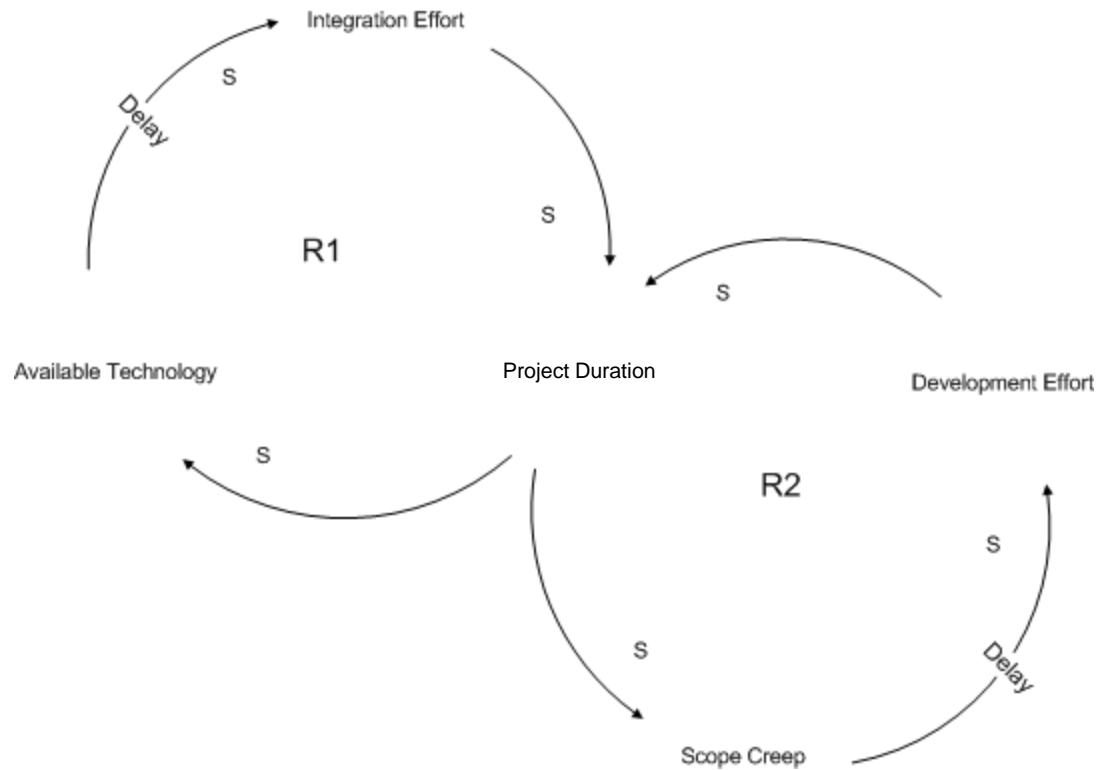 Integration Effort
S
Delay
S
R1
S
Available Technology
Project Duration
Development Effort
S
R2
S
S
Delay
Scope Creep